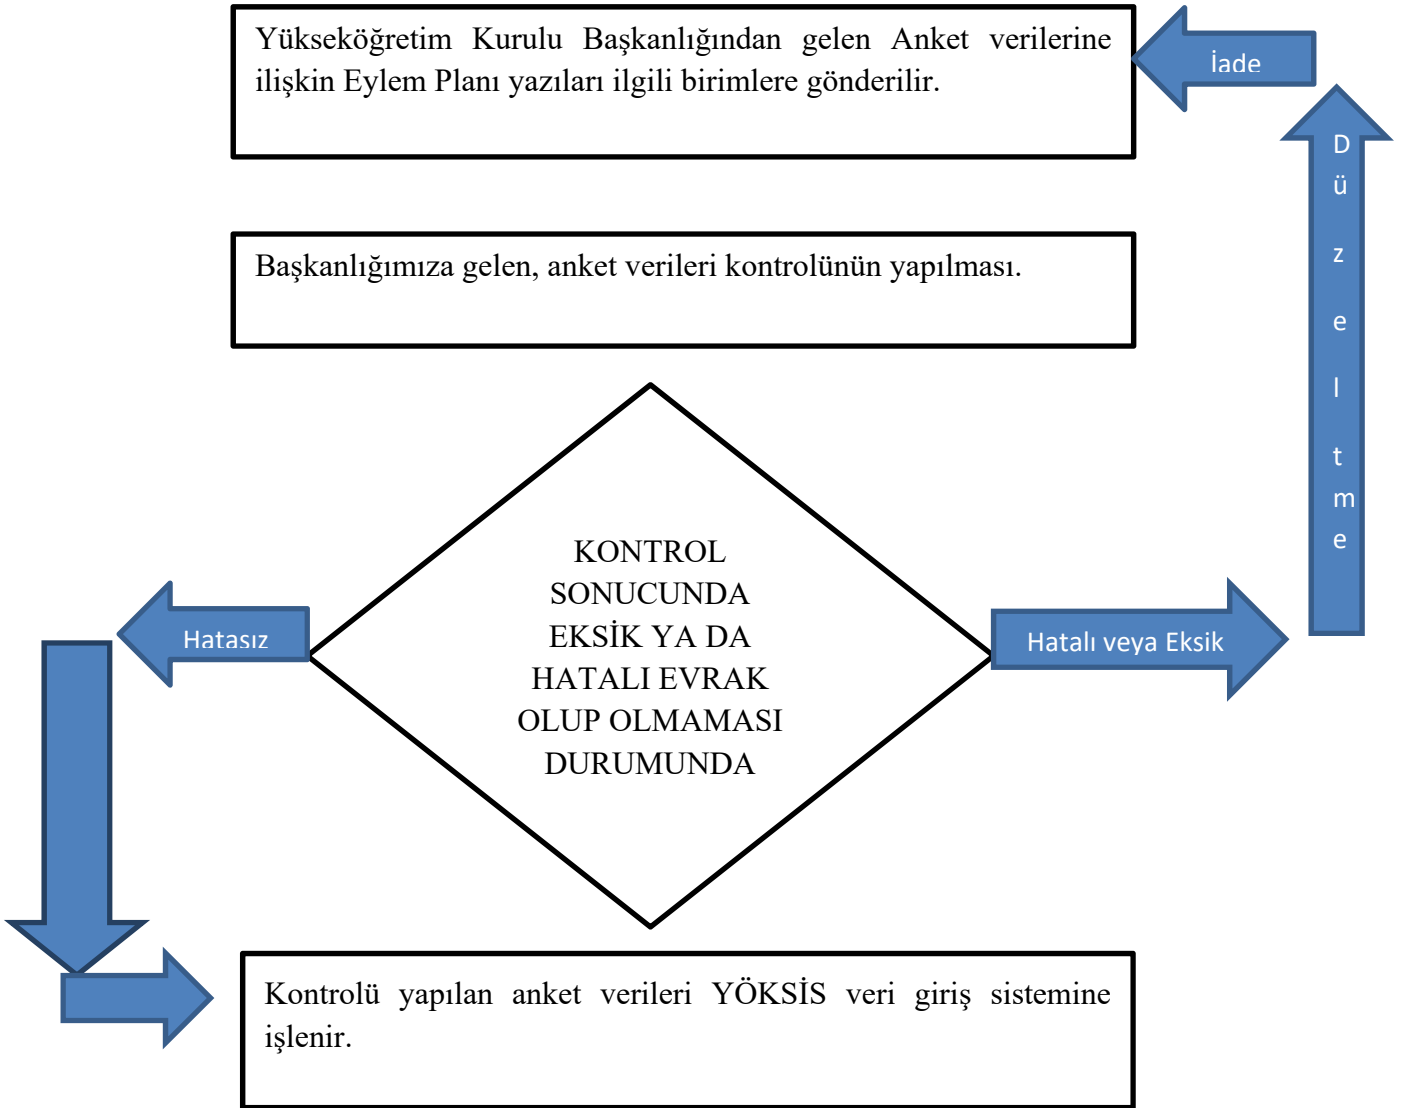 Yükseköğretim Kurulu Başkanlığından gelen Anket verilerine
ilişkin Eylem Planı yazıları ilgili birimlere gönderilir.
İade
Düzeltme
Başkanlığımıza gelen, anket verileri kontrolünün yapılması.
KONTROL
SONUCUNDA
EKSİK YA DA
HATALI EVRAK
OLUP OLMAMASI
DURUMUNDA
Hatasız
Hatalı veya Eksik
Kontrolü yapılan anket verileri YÖKSİS veri giriş sistemine
işlenir.